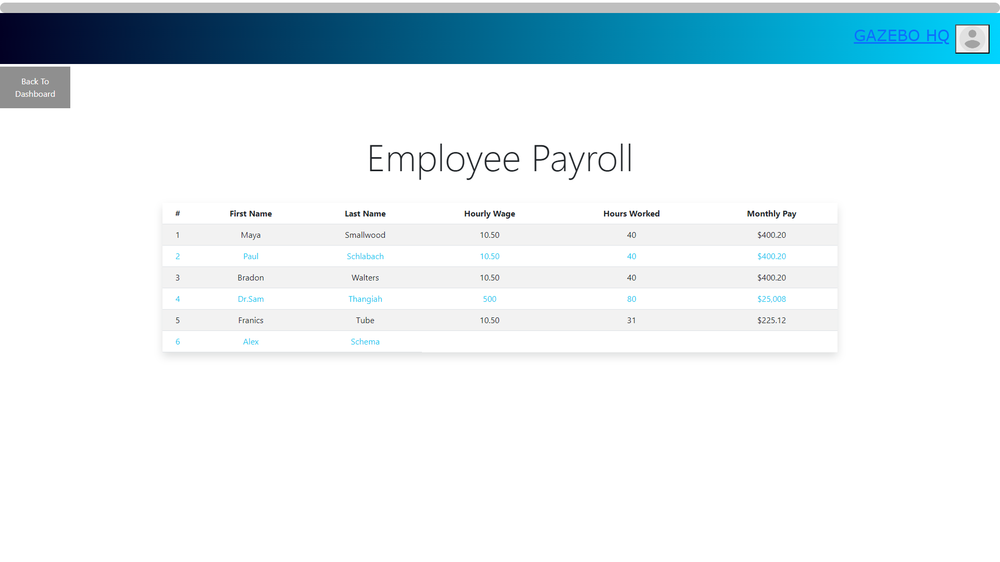 GAZEBO HQ
Back To
Dashboard
Employee Payroll
# First Name Last Name Hourly Wage Hours Worked Monthly Pay
1 Maya Smallwood 10.50 40 $400.20
2 Paul Schlabach 10.50 40 $400.20
3 Bradon Walters 10.50 40 $400.20
4 Dr.Sam Thangiah 500 80 $25,008
5 Franics Tube 10.50 31 $225.12
6 Alex Schema